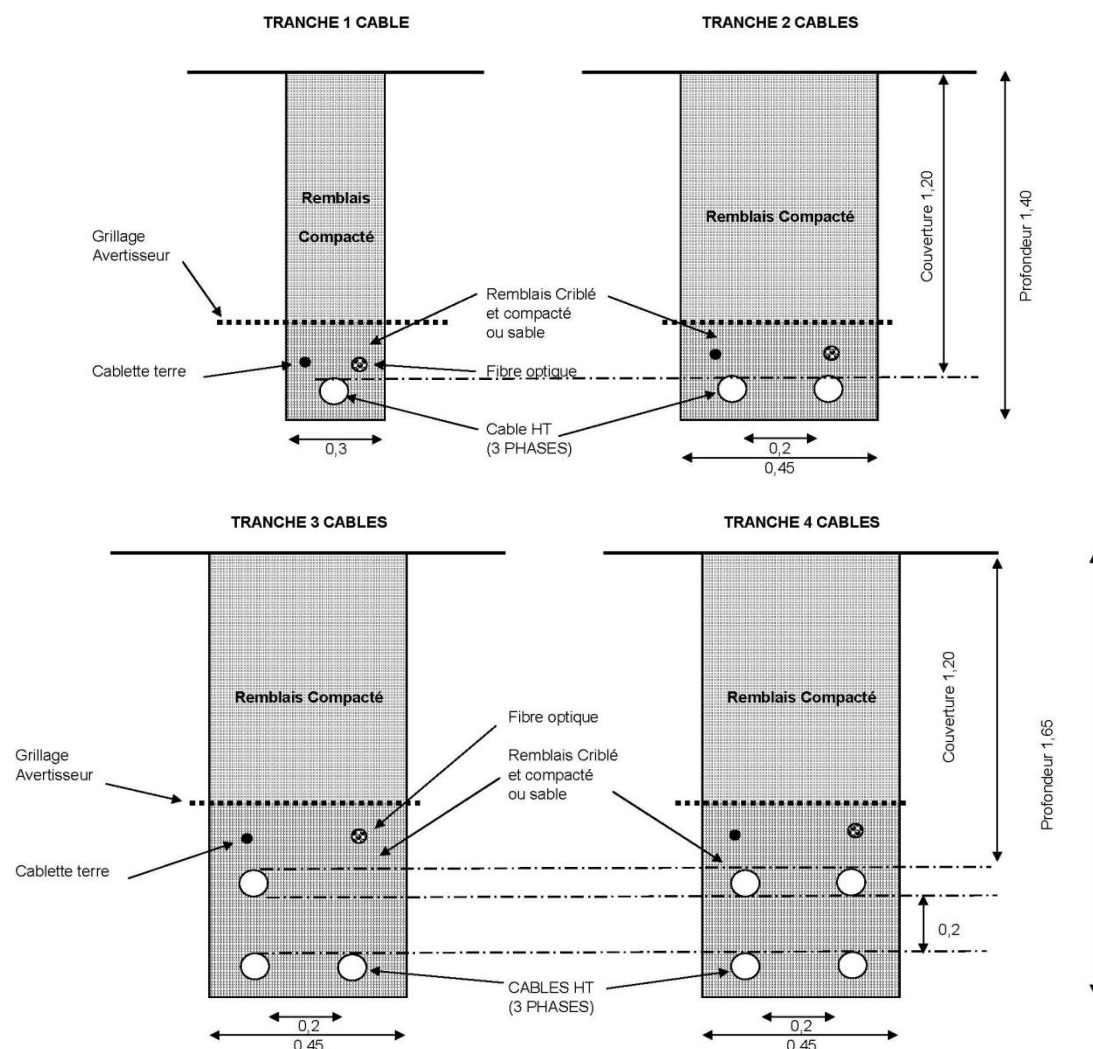 TRANCHE 1 CABLE
TRANCHE 2 CABLES
Remblais
Compacté
Remblais Compacté
Couverture 1,20
Profondeur 1,40
Grillage
Avertisseur
Remblais Criblé
et compacté
ou sable
Cablette terre
Fibre optique
Cable HT
(3 PHASES)
0,3
0,2
0,45
TRANCHE 3 CABLES
TRANCHE 4 CABLES
Remblais Compacté
Remblais Compacté
Couverture 1,20
Profondeur 1,65
Fibre optique
Grillage
Avertisseur
Remblais Criblé
et compacté
ou sable
Cablette terre
0,2
CABLES HT
(3 PHASES)
0,2
0,45
0,2
0,45